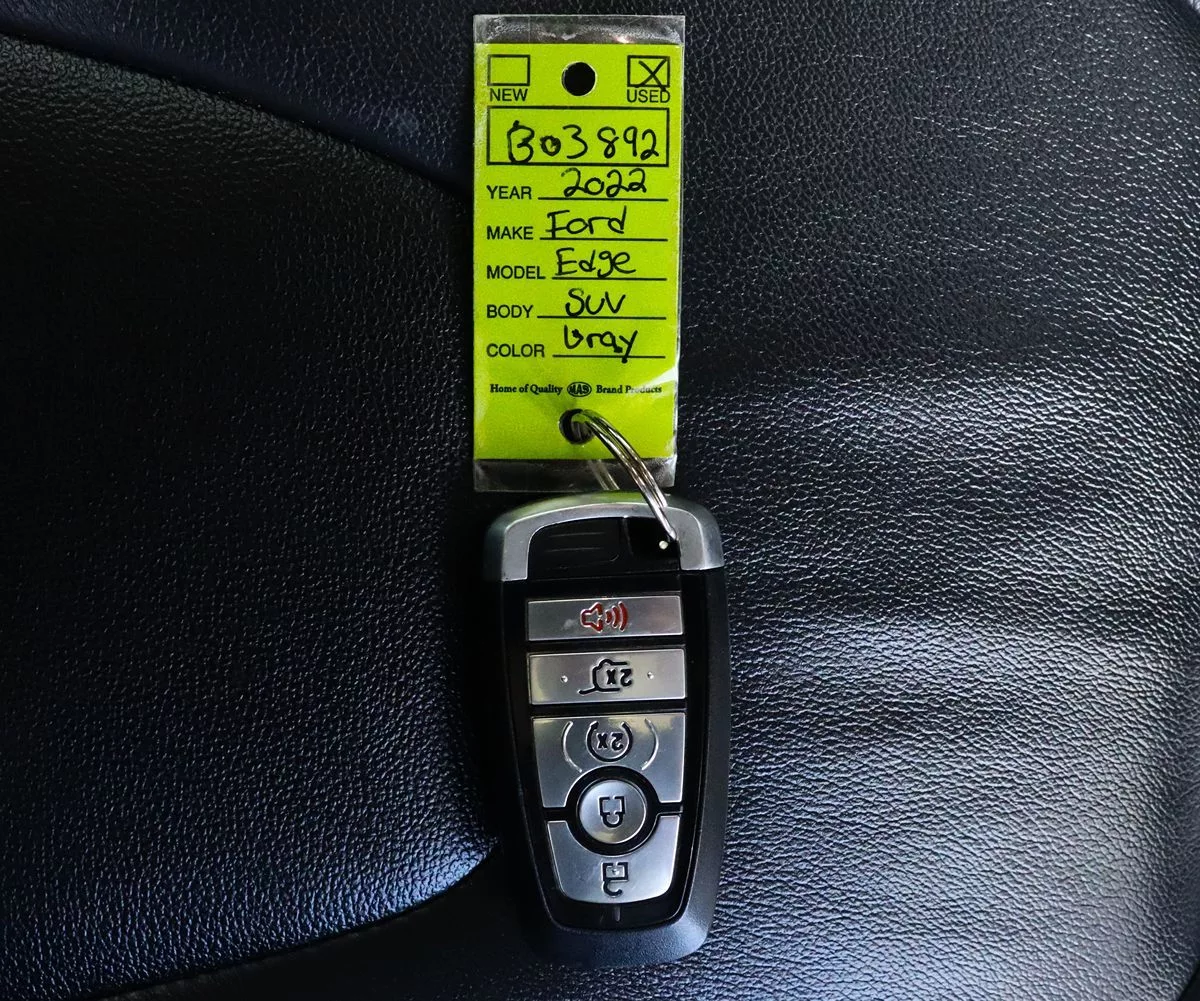 NEW USED
B03892
YEAR 2022
MAKE Ford
MODEL Edge
BODY SUV
COLOR Gray
Home of Quality MAS Brand Products
2x
2x